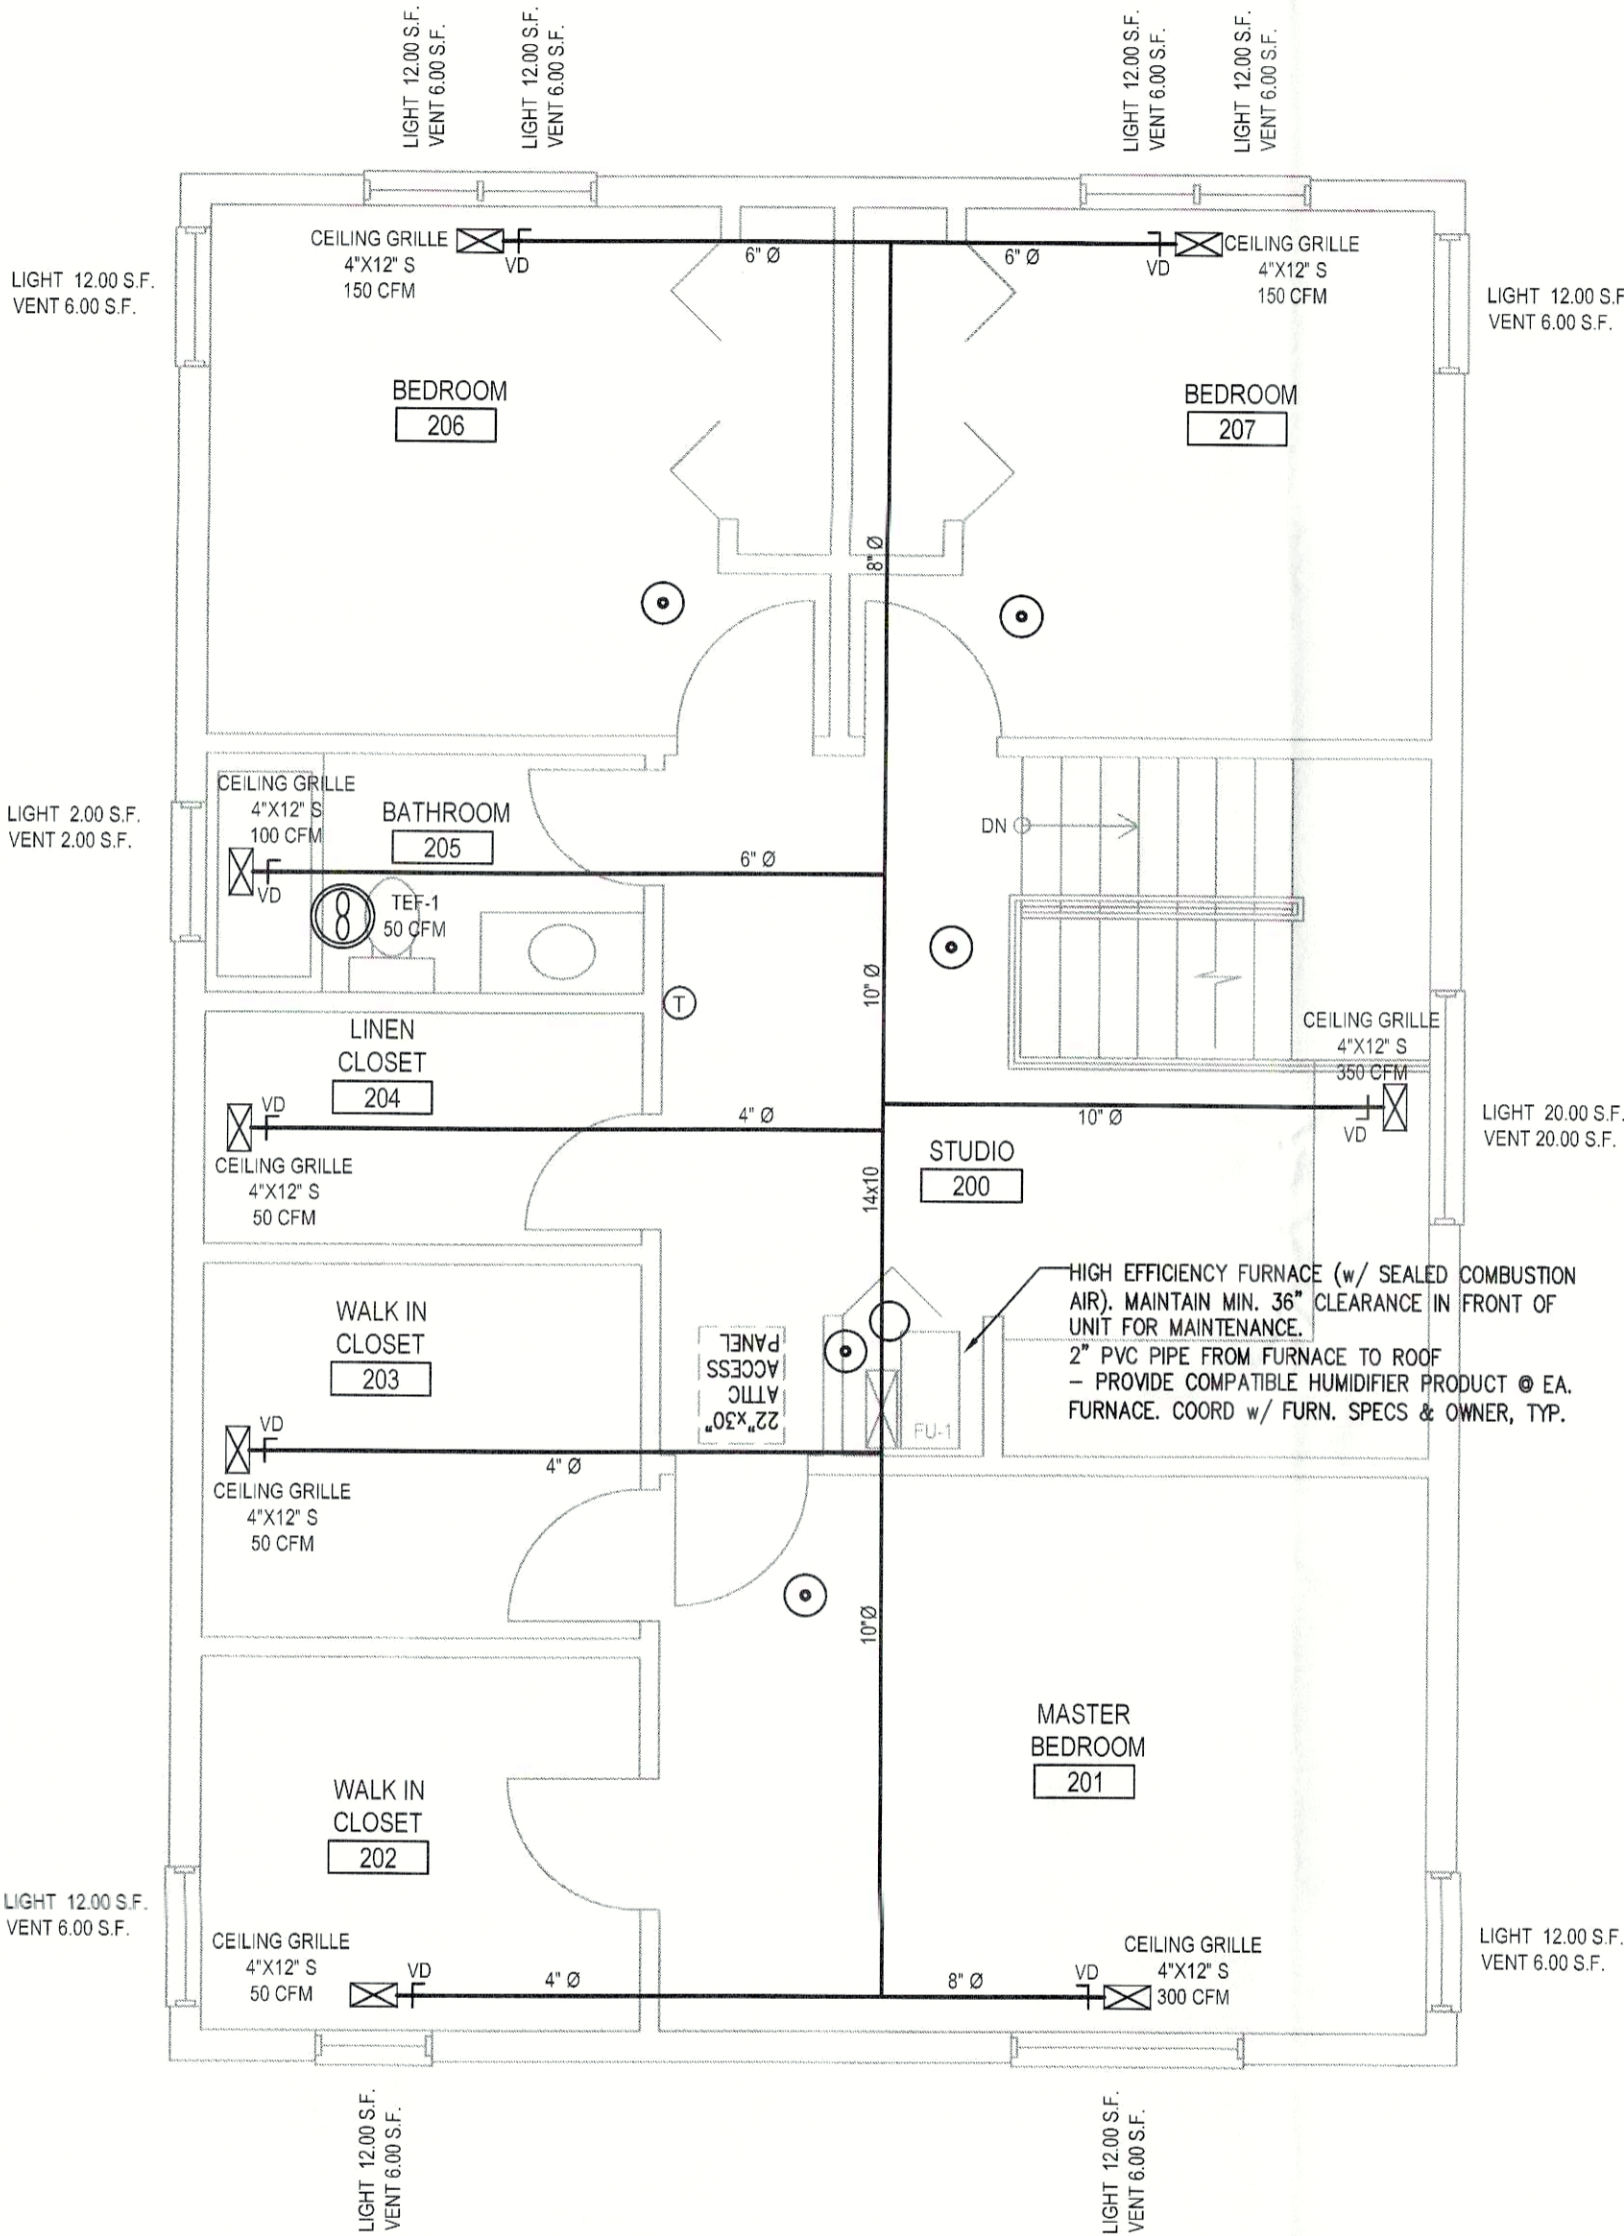 LIGHT 12.00 S.F.
VENT 6.00 S.F.
LIGHT 12.00 S.F.
VENT 6.00 S.F.
LIGHT 12.00 S.F.
VENT 6.00 S.F.
LIGHT 12.00 S.F.
VENT 6.00 S.F.
CEILING GRILLE
4"X12" S
150 CFM
VD
6" Ø
6" Ø
VD
CEILING GRILLE
4"X12" S
150 CFM
LIGHT 12.00 S.F.
VENT 6.00 S.F.
LIGHT 12.00 S.F
VENT 6.00 S.F.
BEDROOM
206
BEDROOM
207
8" Ø
LIGHT 2.00 S.F.
VENT 2.00 S.F.
CEILING GRILLE
4"X12" S
100 CFM
VD
BATHROOM
205
6" Ø
TEF-1
50 CFM
DN
10" Ø
T
LINEN
CLOSET
204
VD
4" Ø
CEILING GRILLE
4"X12" S
50 CFM
CEILING GRILLE
4"X12" S
350 CFM
10" Ø
VD
LIGHT 20.00 S.F.
VENT 20.00 S.F.
STUDIO
200
14x10
HIGH EFFICIENCY FURNACE (w/ SEALED COMBUSTION
AIR). MAINTAIN MIN. 36" CLEARANCE IN FRONT OF
UNIT FOR MAINTENANCE.
2" PVC PIPE FROM FURNACE TO ROOF
- PROVIDE COMPATIBLE HUMIDIFIER PRODUCT @ EA.
FURNACE. COORD w/ FURN. SPECS & OWNER, TYP.
WALK IN
CLOSET
203
22"x30"
ATTIC
ACCESS
PANEL
FU-1
VD
4" Ø
CEILING GRILLE
4"X12" S
50 CFM
10"Ø
MASTER
BEDROOM
201
WALK IN
CLOSET
202
LIGHT 12.00 S.F.
VENT 6.00 S.F.
CEILING GRILLE
4"X12" S
50 CFM
VD
4" Ø
8" Ø
VD
CEILING GRILLE
4"X12" S
300 CFM
LIGHT 12.00 S.F.
VENT 6.00 S.F.
LIGHT 12.00 S.F.
VENT 6.00 S.F.
LIGHT 12.00 S.F.
VENT 6.00 S.F.